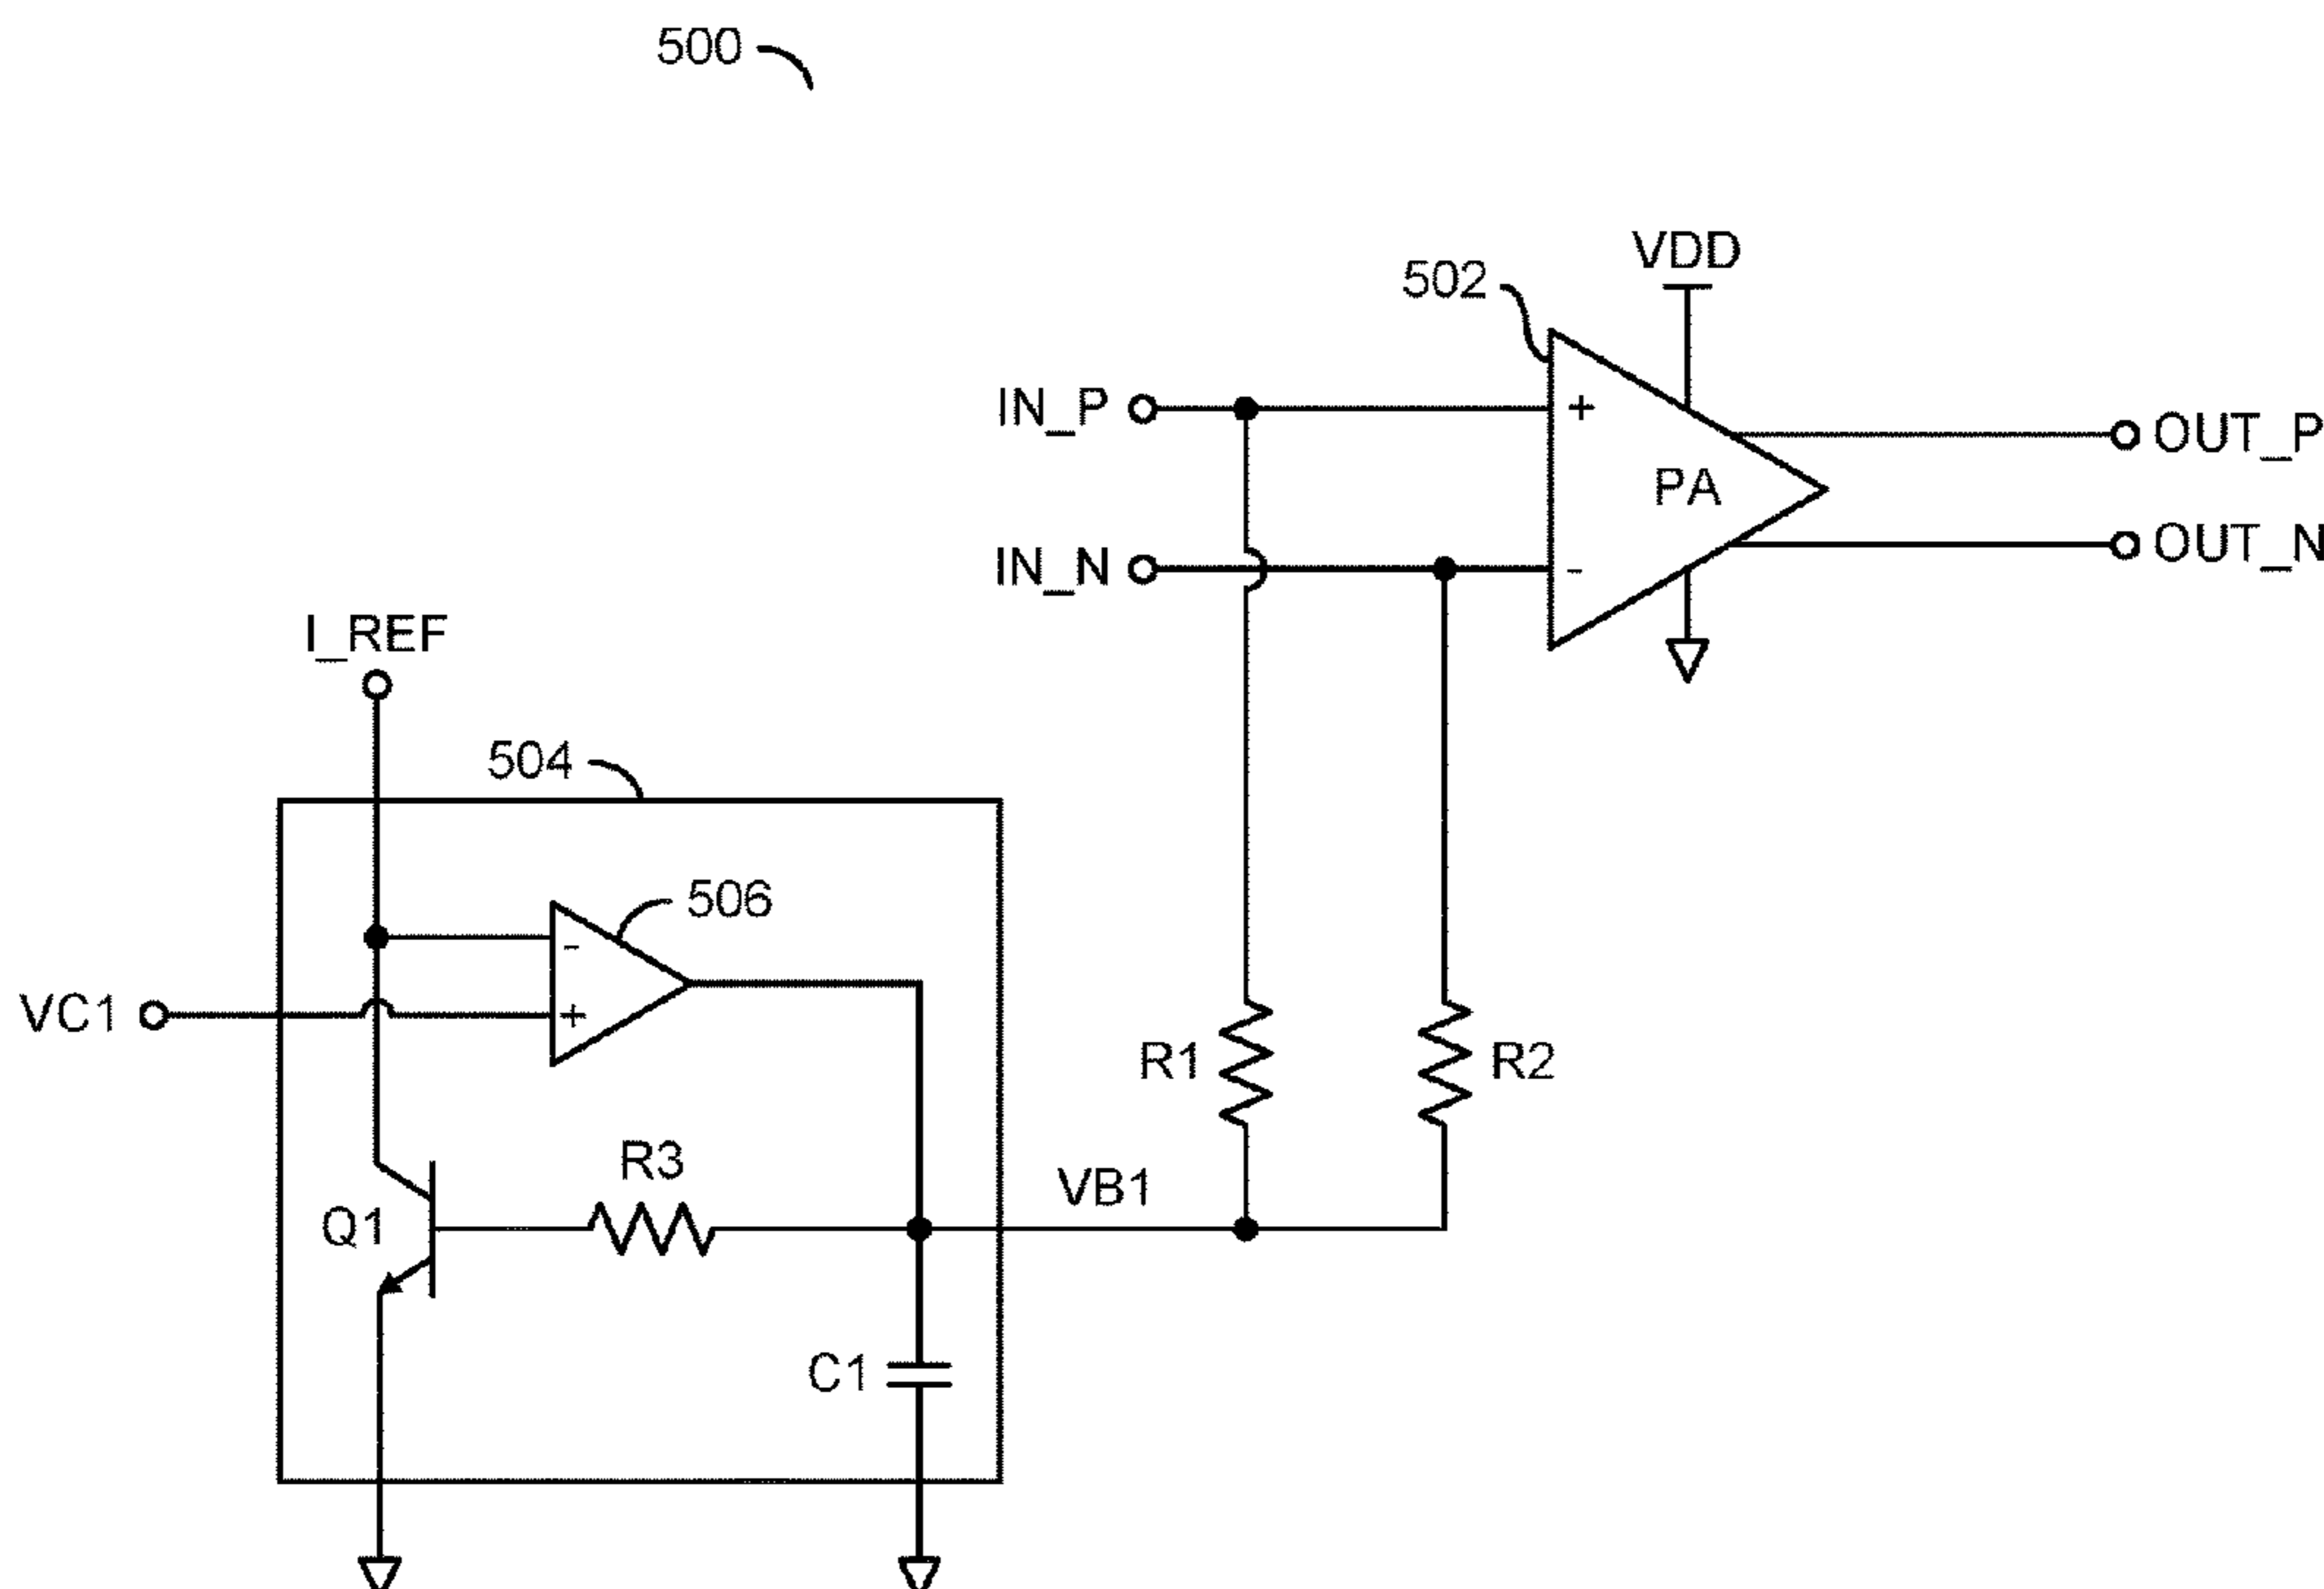 500
VDD
502
IN_P
+
OUT_P
PA
IN_N
-
OUT_N
I_REF
504
506
-
VC1
+
R1
R2
R3
VB1
Q1
C1